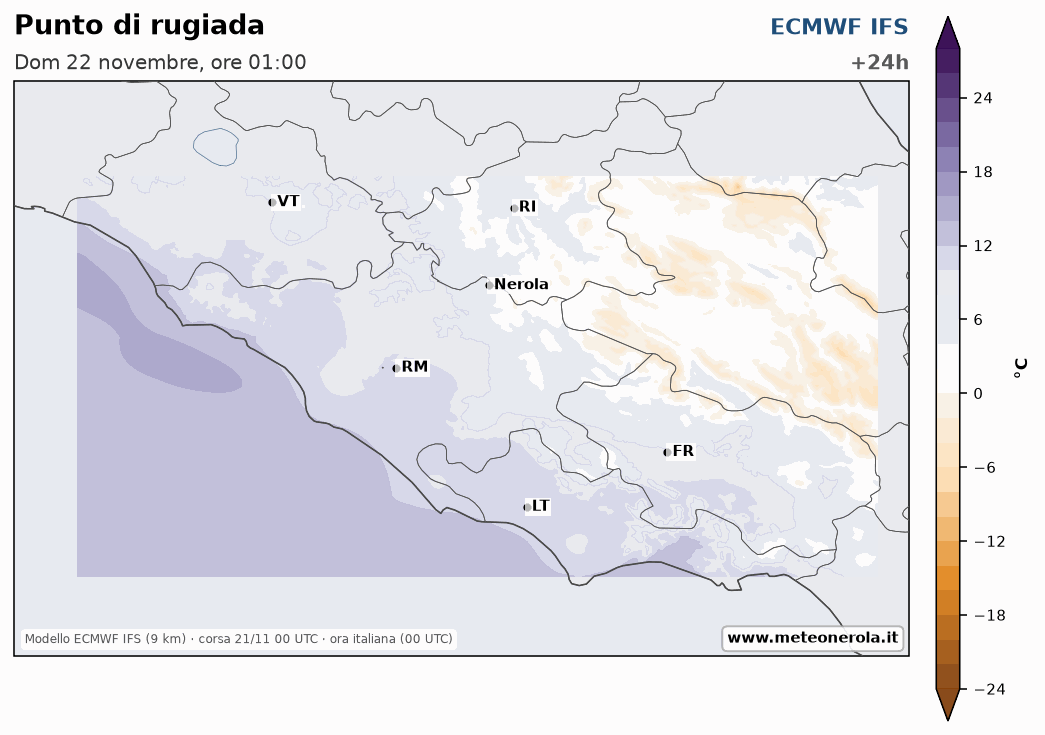 Punto di rugiada
ECMWF IFS
Dom 22 novembre, ore 01:00
+24h
VT
RI
Nerola
RM
FR
LT
24
18
12
6
0
−6
−12
−18
−24
°C
Modello ECMWF IFS (9 km) · corsa 21/11 00 UTC · ora italiana (00 UTC)
www.meteonerola.it